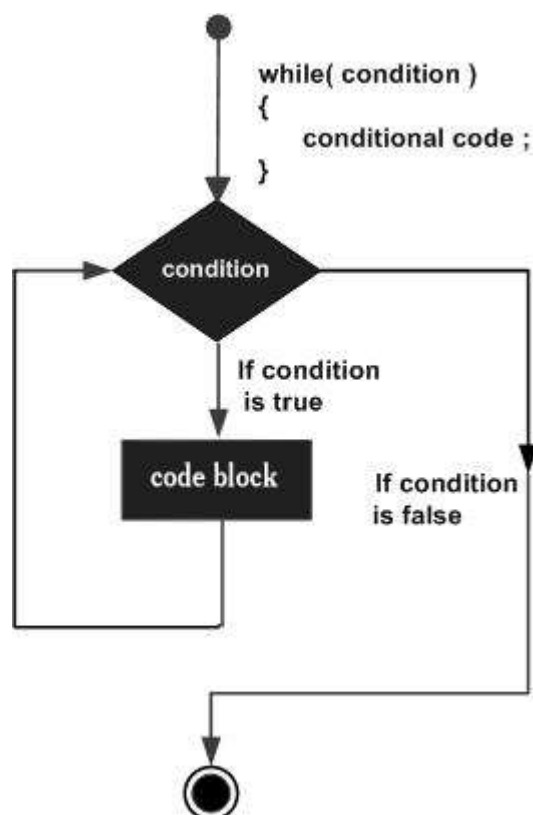 while( condition )
{
conditional code ;
}
condition
If condition
is true
code block
If condition
is false